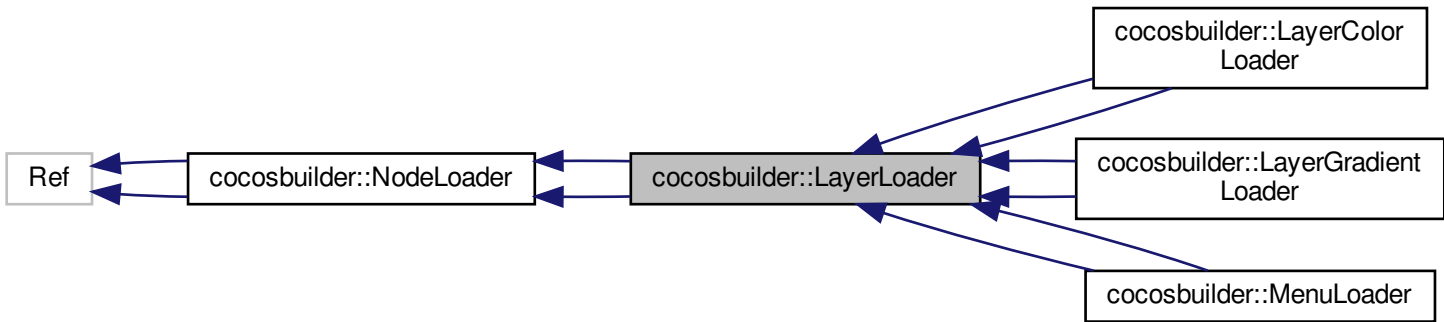 Ref
cocosbuilder::NodeLoader
cocosbuilder::LayerLoader
cocosbuilder::LayerColor
Loader
cocosbuilder::LayerGradient
Loader
cocosbuilder::MenuLoader